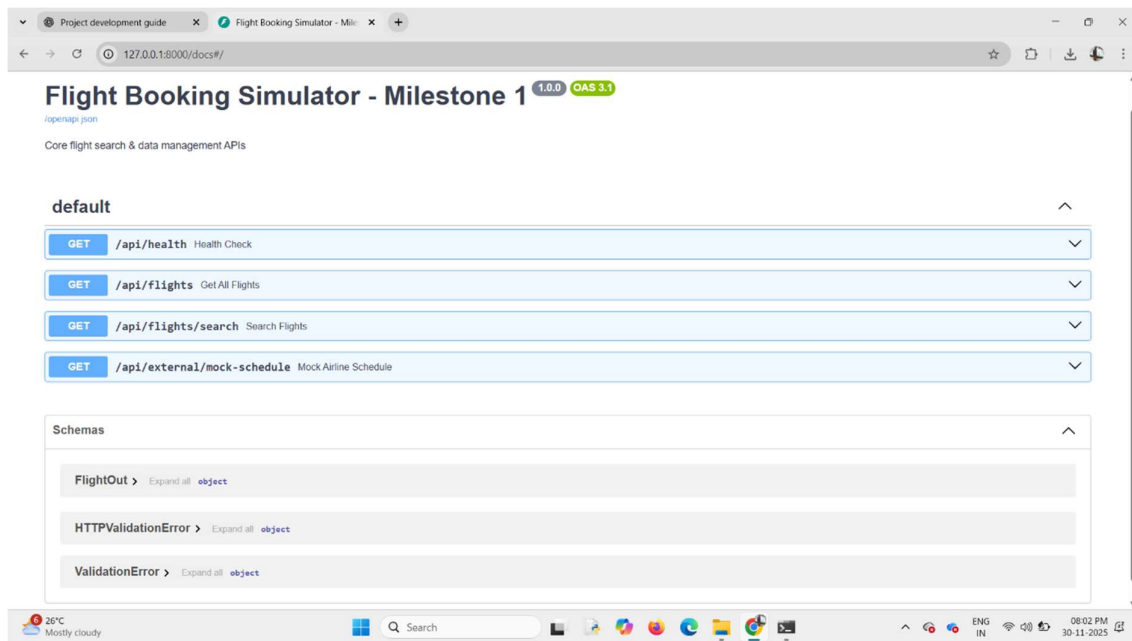 Project development guide
Flight Booking Simulator - Mile
127.0.0.1:8000/docs#/
Flight Booking Simulator - Milestone 1 1.0.0 OAS 3.1
/openapi.json
Core flight search & data management APIs
default
GET /api/health Health Check
GET /api/flights Get All Flights
GET /api/flights/search Search Flights
GET /api/external/mock-schedule Mock Airline Schedule
Schemas
FlightOut Expand all object
HTTPValidationError Expand all object
ValidationError Expand all object
6 26°C
Mostly cloudy
Search
ENG
IN
08:02 PM
30-11-2025